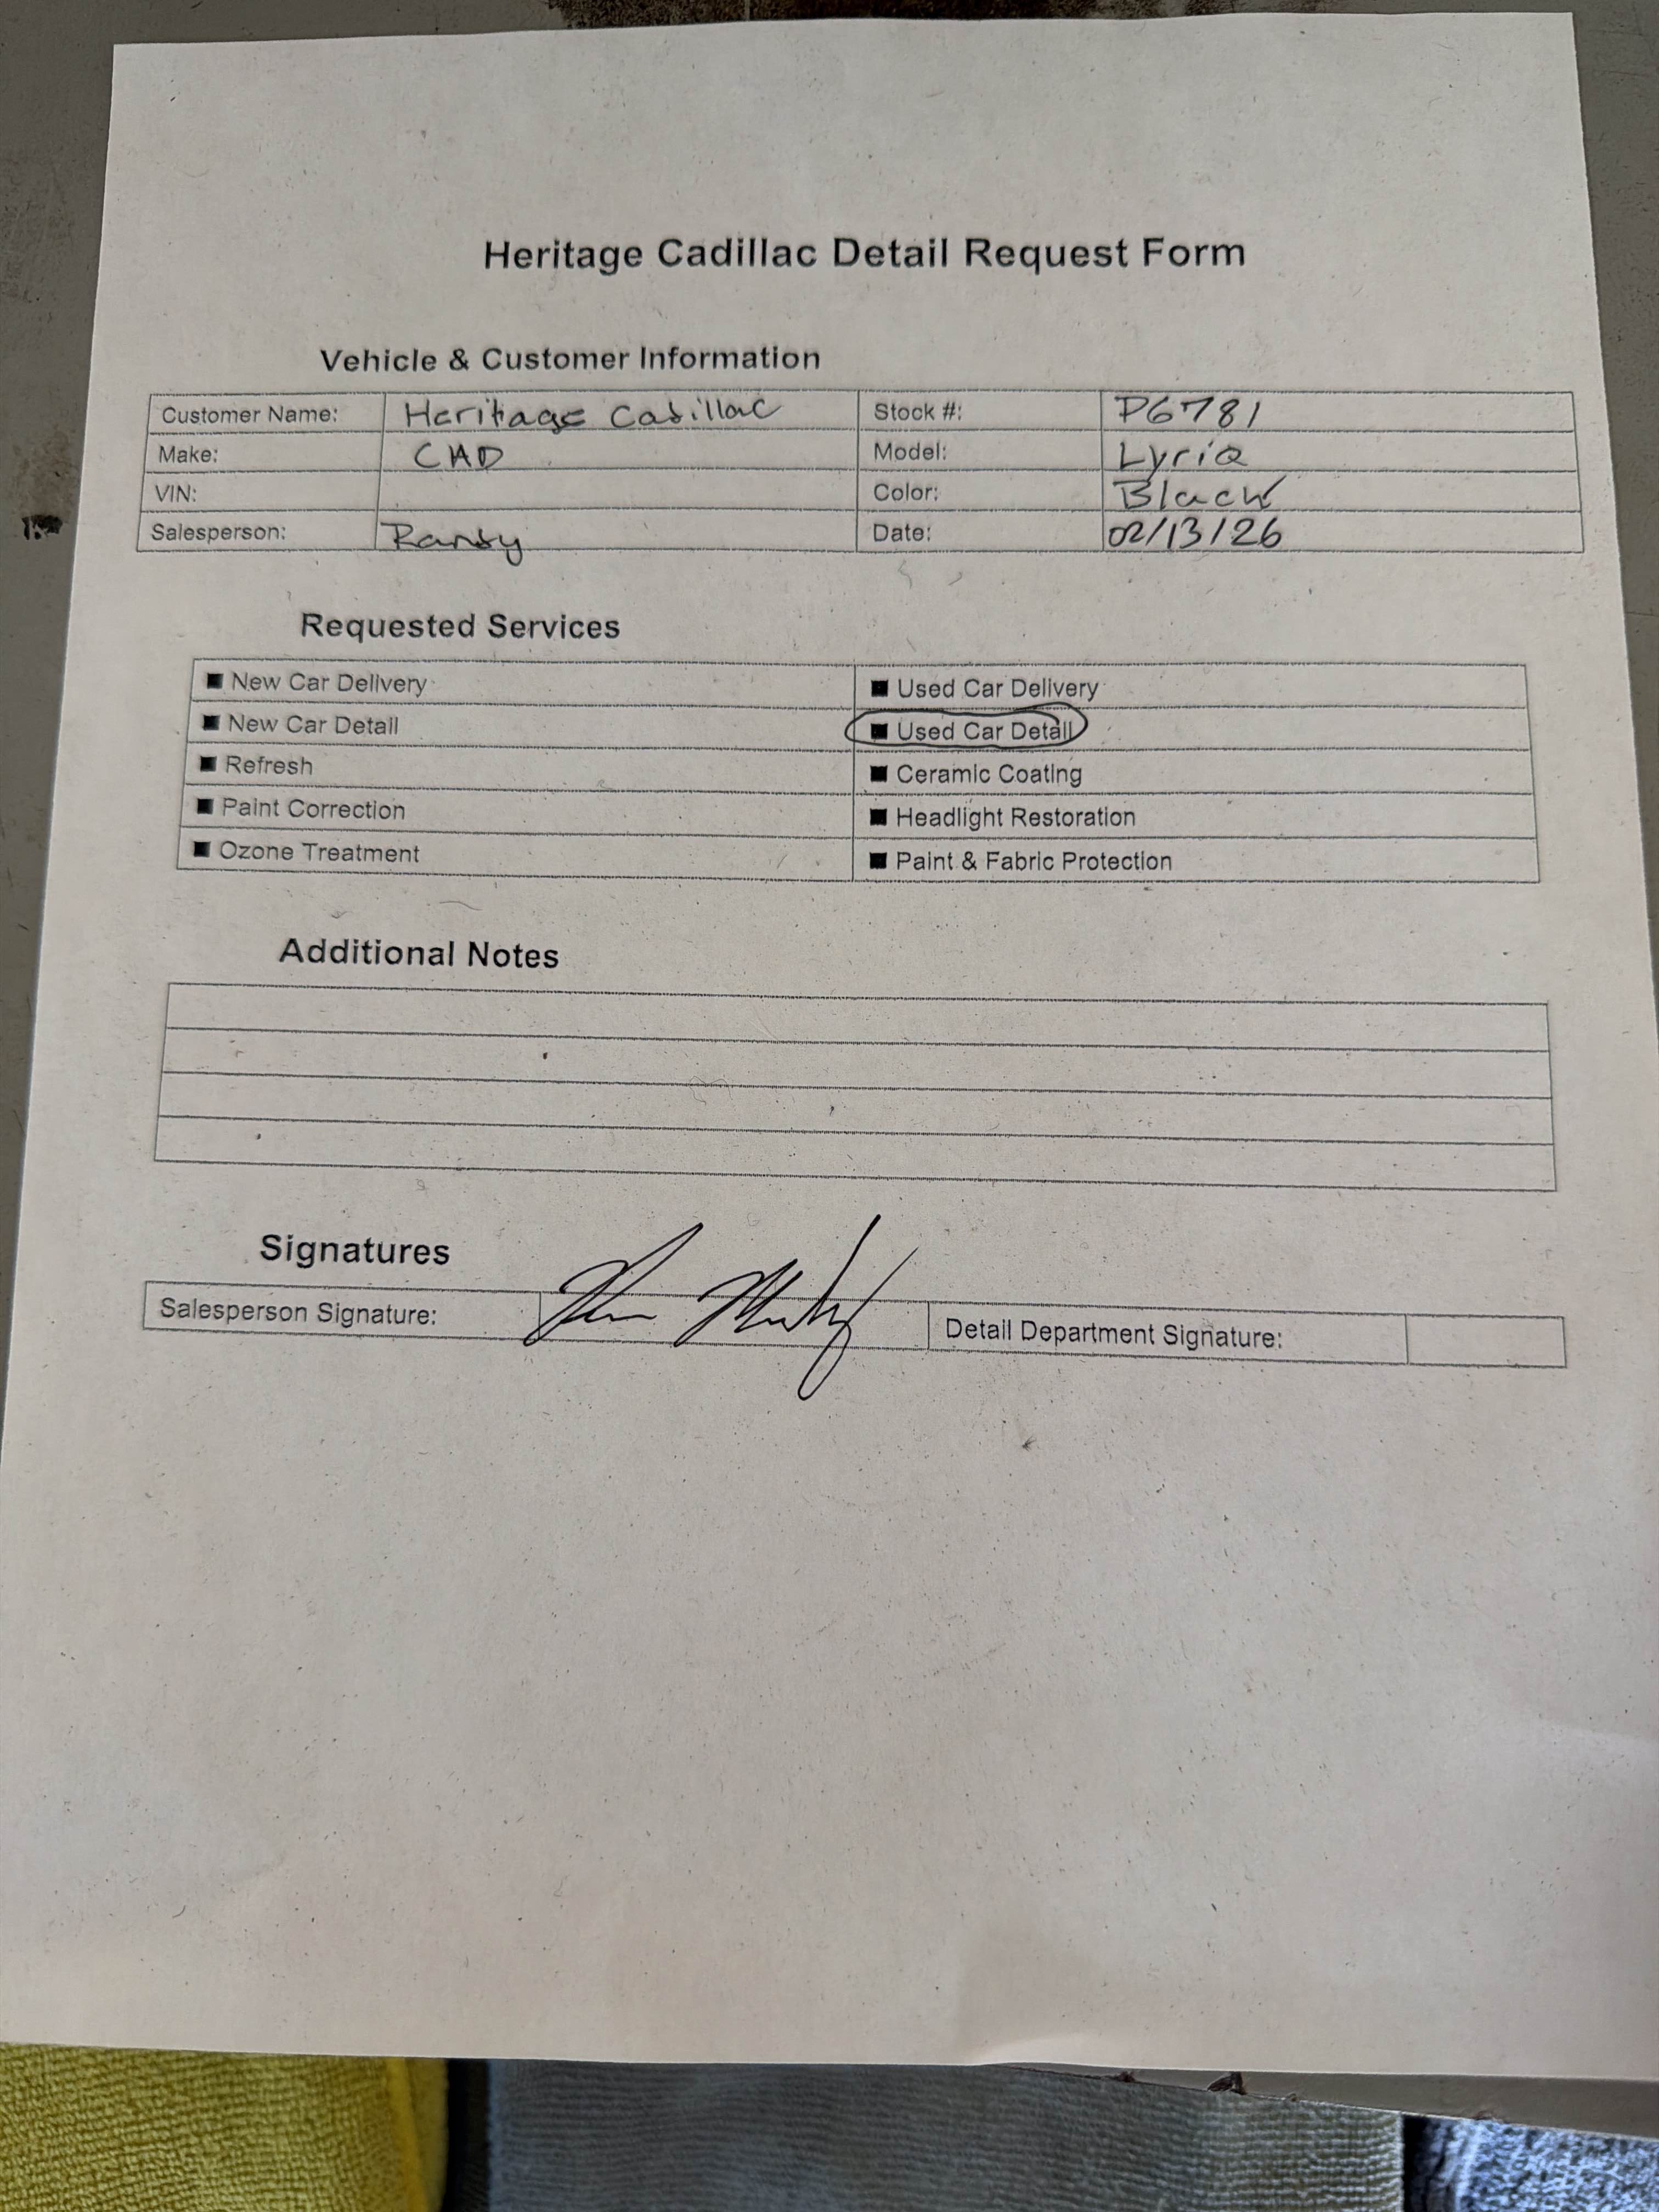 Heritage Cadillac Detail Request Form
Vehicle & Customer Information
Customer Name: Heritage Cadillac Stock #: P6781
Make: CAD Model: Lyriq
VIN: Color: Black
Salesperson: Randy Date: 02/13/26
Requested Services
■ New Car Delivery ■ Used Car Delivery
■ New Car Detail ■ Used Car Detail
■ Refresh ■ Ceramic Coating
■ Paint Correction ■ Headlight Restoration
■ Ozone Treatment ■ Paint & Fabric Protection
Additional Notes
Signatures
Salesperson Signature: Detail Department Signature: